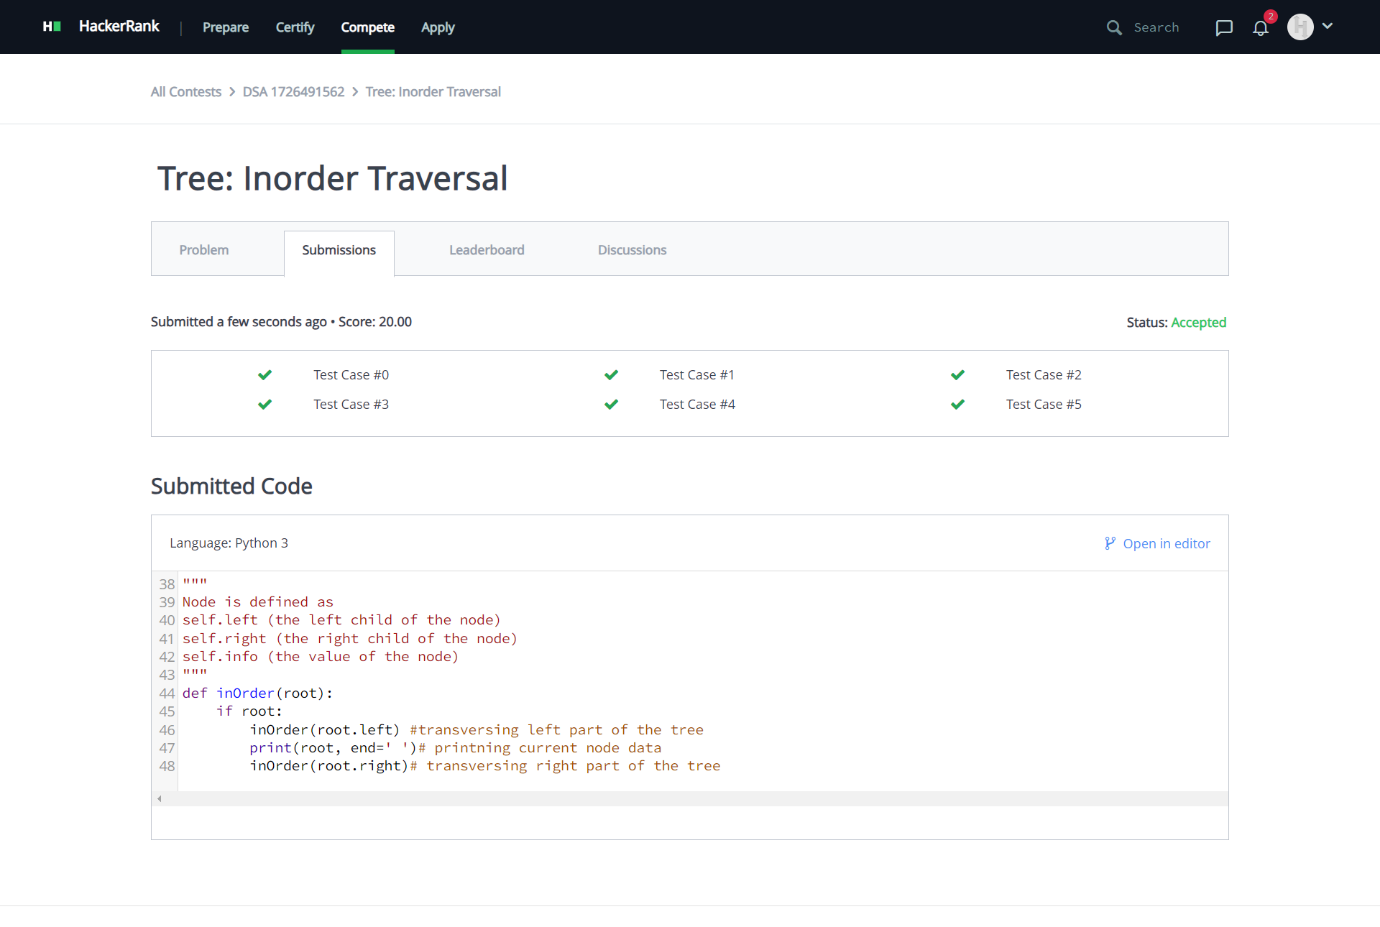 HackerRank | Prepare Certify Compete Apply Search 2
All Contests > DSA 1726491562 > Tree: Inorder Traversal
Tree: Inorder Traversal
Problem Submissions Leaderboard Discussions
Submitted a few seconds ago • Score: 20.00 Status: Accepted
Test Case #0 Test Case #1 Test Case #2
Test Case #3 Test Case #4 Test Case #5
Submitted Code
Language: Python 3 Open in editor
38 """
39 Node is defined as
40 self.left (the left child of the node)
41 self.right (the right child of the node)
42 self.info (the value of the node)
43 """
44 def inOrder(root):
45     if root:
46         inOrder(root.left) #transversing left part of the tree
47         print(root, end=' ')# printning current node data
48         inOrder(root.right)# transversing right part of the tree